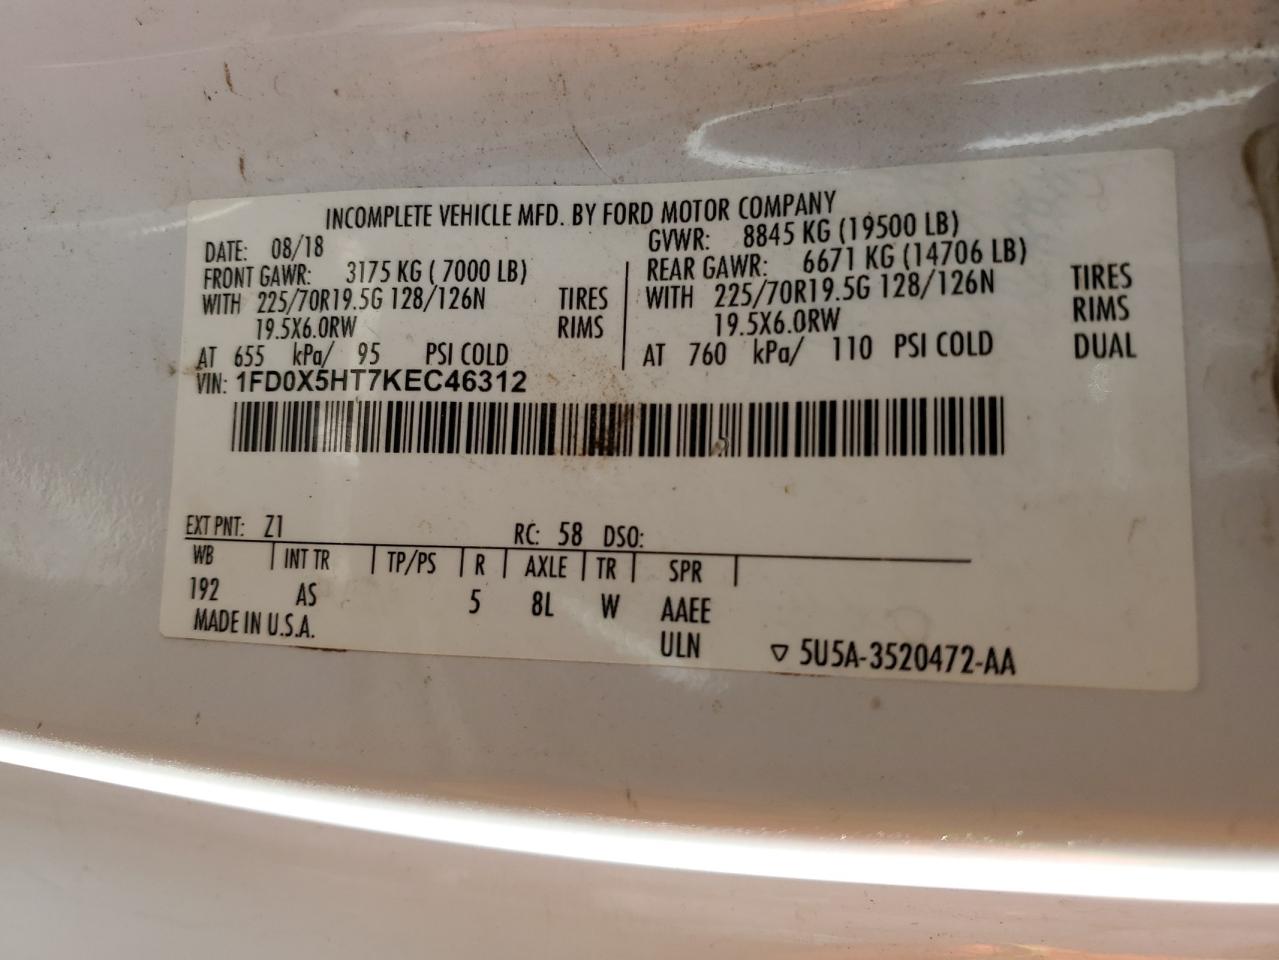 INCOMPLETE VEHICLE MFD. BY FORD MOTOR COMPANY
DATE: 08/18 GVWR: 8845 KG (19500 LB)
FRONT GAWR: 3175 KG ( 7000 LB) REAR GAWR: 6671 KG (14706 LB)
WITH 225/70R19.5G 128/126N TIRES WITH 225/70R19.5G 128/126N TIRES
19.5X6.0RW RIMS 19.5X6.0RW RIMS
AT 655 kPa/ 95 PSI COLD AT 760 kPa/ 110 PSI COLD DUAL
VIN: 1FD0X5HT7KEC46312
EXT PNT: Z1 RC: 58 DSO:
WB INT TR TP/PS R AXLE TR SPR
192 AS 5 8L W AAEE
MADE IN U.S.A. ULN 5U5A-3520472-AA